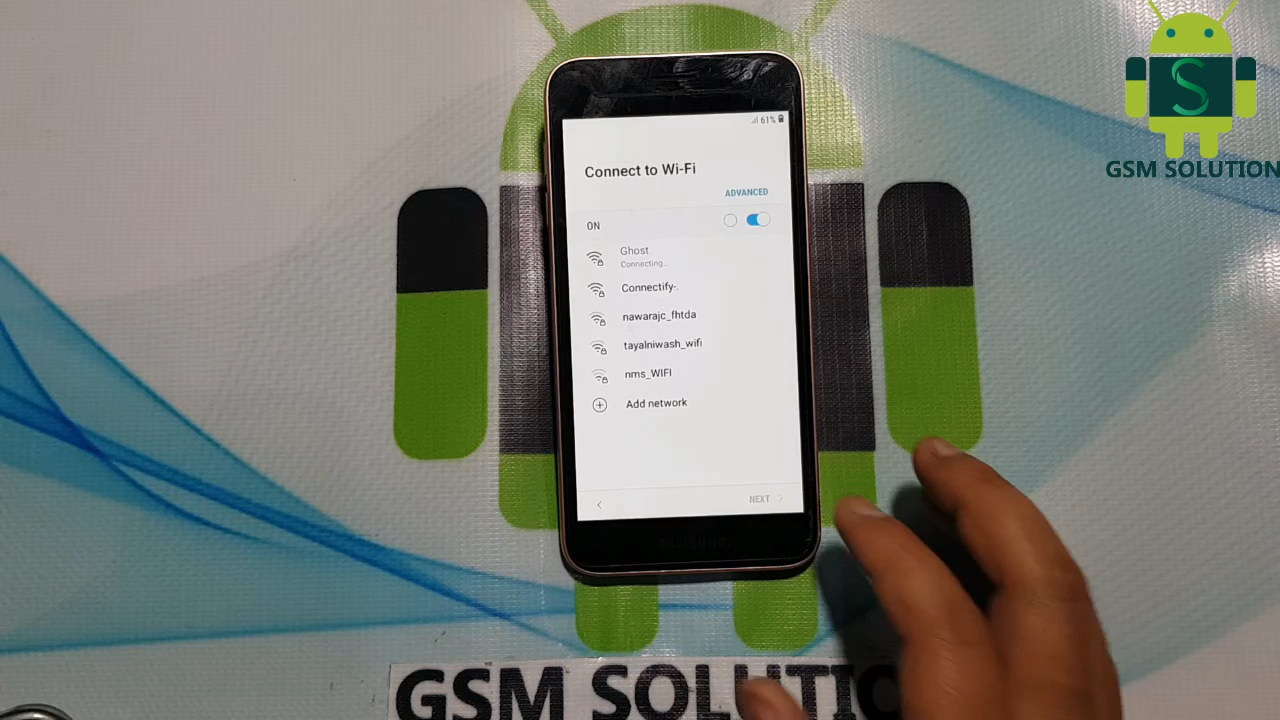 GSM SOLUTION
61%
Connect to Wi-Fi
ADVANCED
ON
Ghost
Connecting...
Connectify-.
nawarajc_fhtda
tayalniwash_wifi
nms_WIFI
Add network
NEXT
SAMSUNG
GSM SOLUTIO